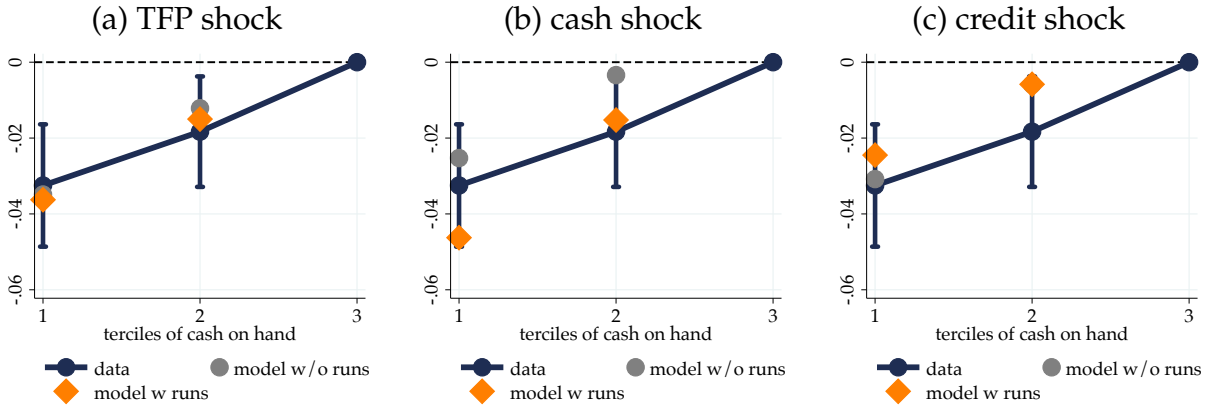 (a) TFP shock
0
-.02
-.04
-.06
1 2 3
terciles of cash on hand
data
model w/o runs
model w runs
(b) cash shock
0
-.02
-.04
-.06
1 2 3
terciles of cash on hand
data
model w/o runs
model w runs
(c) credit shock
0
-.02
-.04
-.06
1 2 3
terciles of cash on hand
data
model w/o runs
model w runs